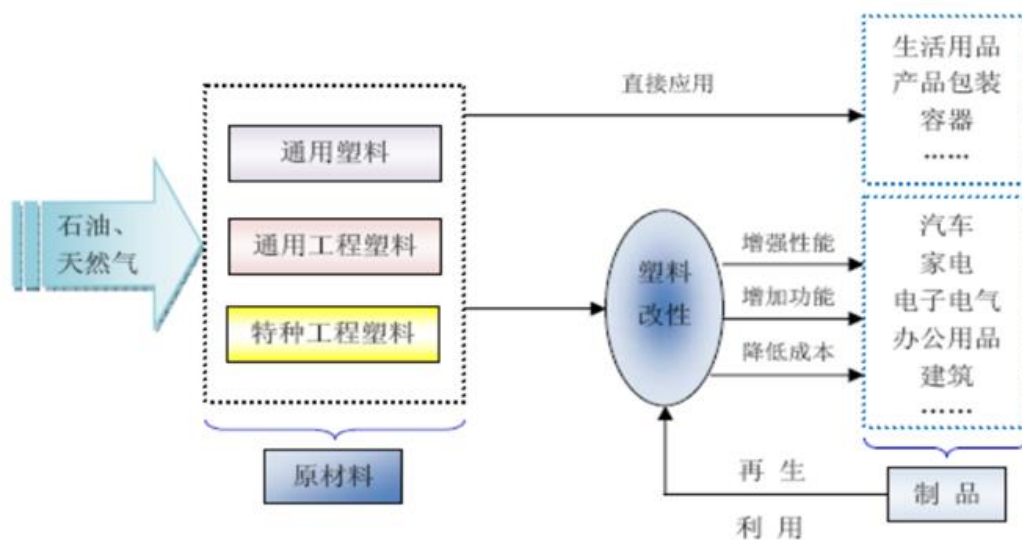 石油、
天然气
通用塑料
通用工程塑料
特种工程塑料
原材料
直接应用
塑料
改性
增强性能
增加功能
降低成本
生活用品
产品包装
容器
……
汽车
家电
电子电气
办公用品
建筑
……
制 品
再 生
利 用